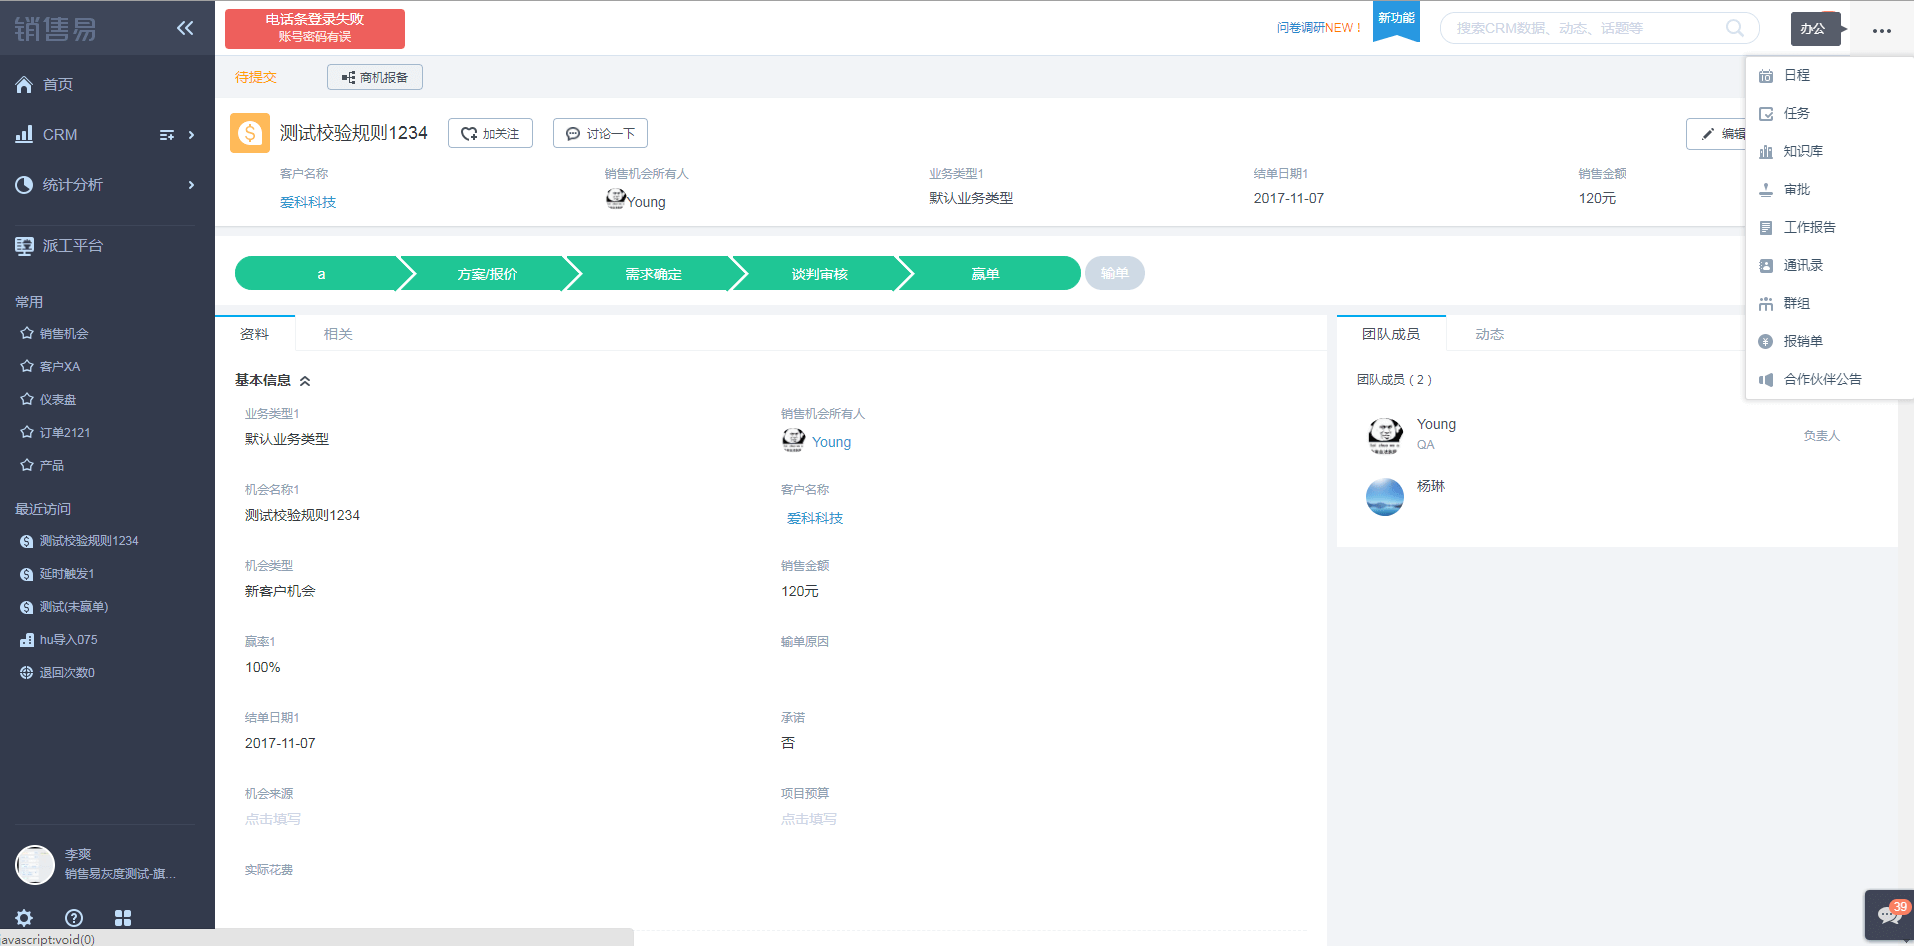 销售易
电话条登录失败
账号密码有误
问卷调研NEW！
新功能
搜索CRM数据、动态、话题等
办公
首页
CRM
统计分析
派工平台
常用
销售机会
客户XA
仪表盘
订单2121
产品
最近访问
测试校验规则1234
延时触发1
测试(未赢单)
hu导入075
退回次数0
李爽
销售易灰度测试-旗...
javascript:void(0)
待提交
商机报备
测试校验规则1234
加关注
讨论一下
编辑
客户名称
销售机会所有人
业务类型1
结单日期1
销售金额
爱科科技
Young
默认业务类型
2017-11-07
120元
a
方案/报价
需求确定
谈判审核
赢单
输单
资料
相关
基本信息
业务类型1
销售机会所有人
默认业务类型
Young
机会名称1
客户名称
测试校验规则1234
爱科科技
机会类型
销售金额
新客户机会
120元
赢率1
输单原因
100%
结单日期1
承诺
2017-11-07
否
机会来源
项目预算
点击填写
点击填写
实际花费
团队成员
动态
团队成员 ( 2 )
Young
QA
负责人
杨琳
日程
任务
知识库
审批
工作报告
通讯录
群组
报销单
合作伙伴公告
39